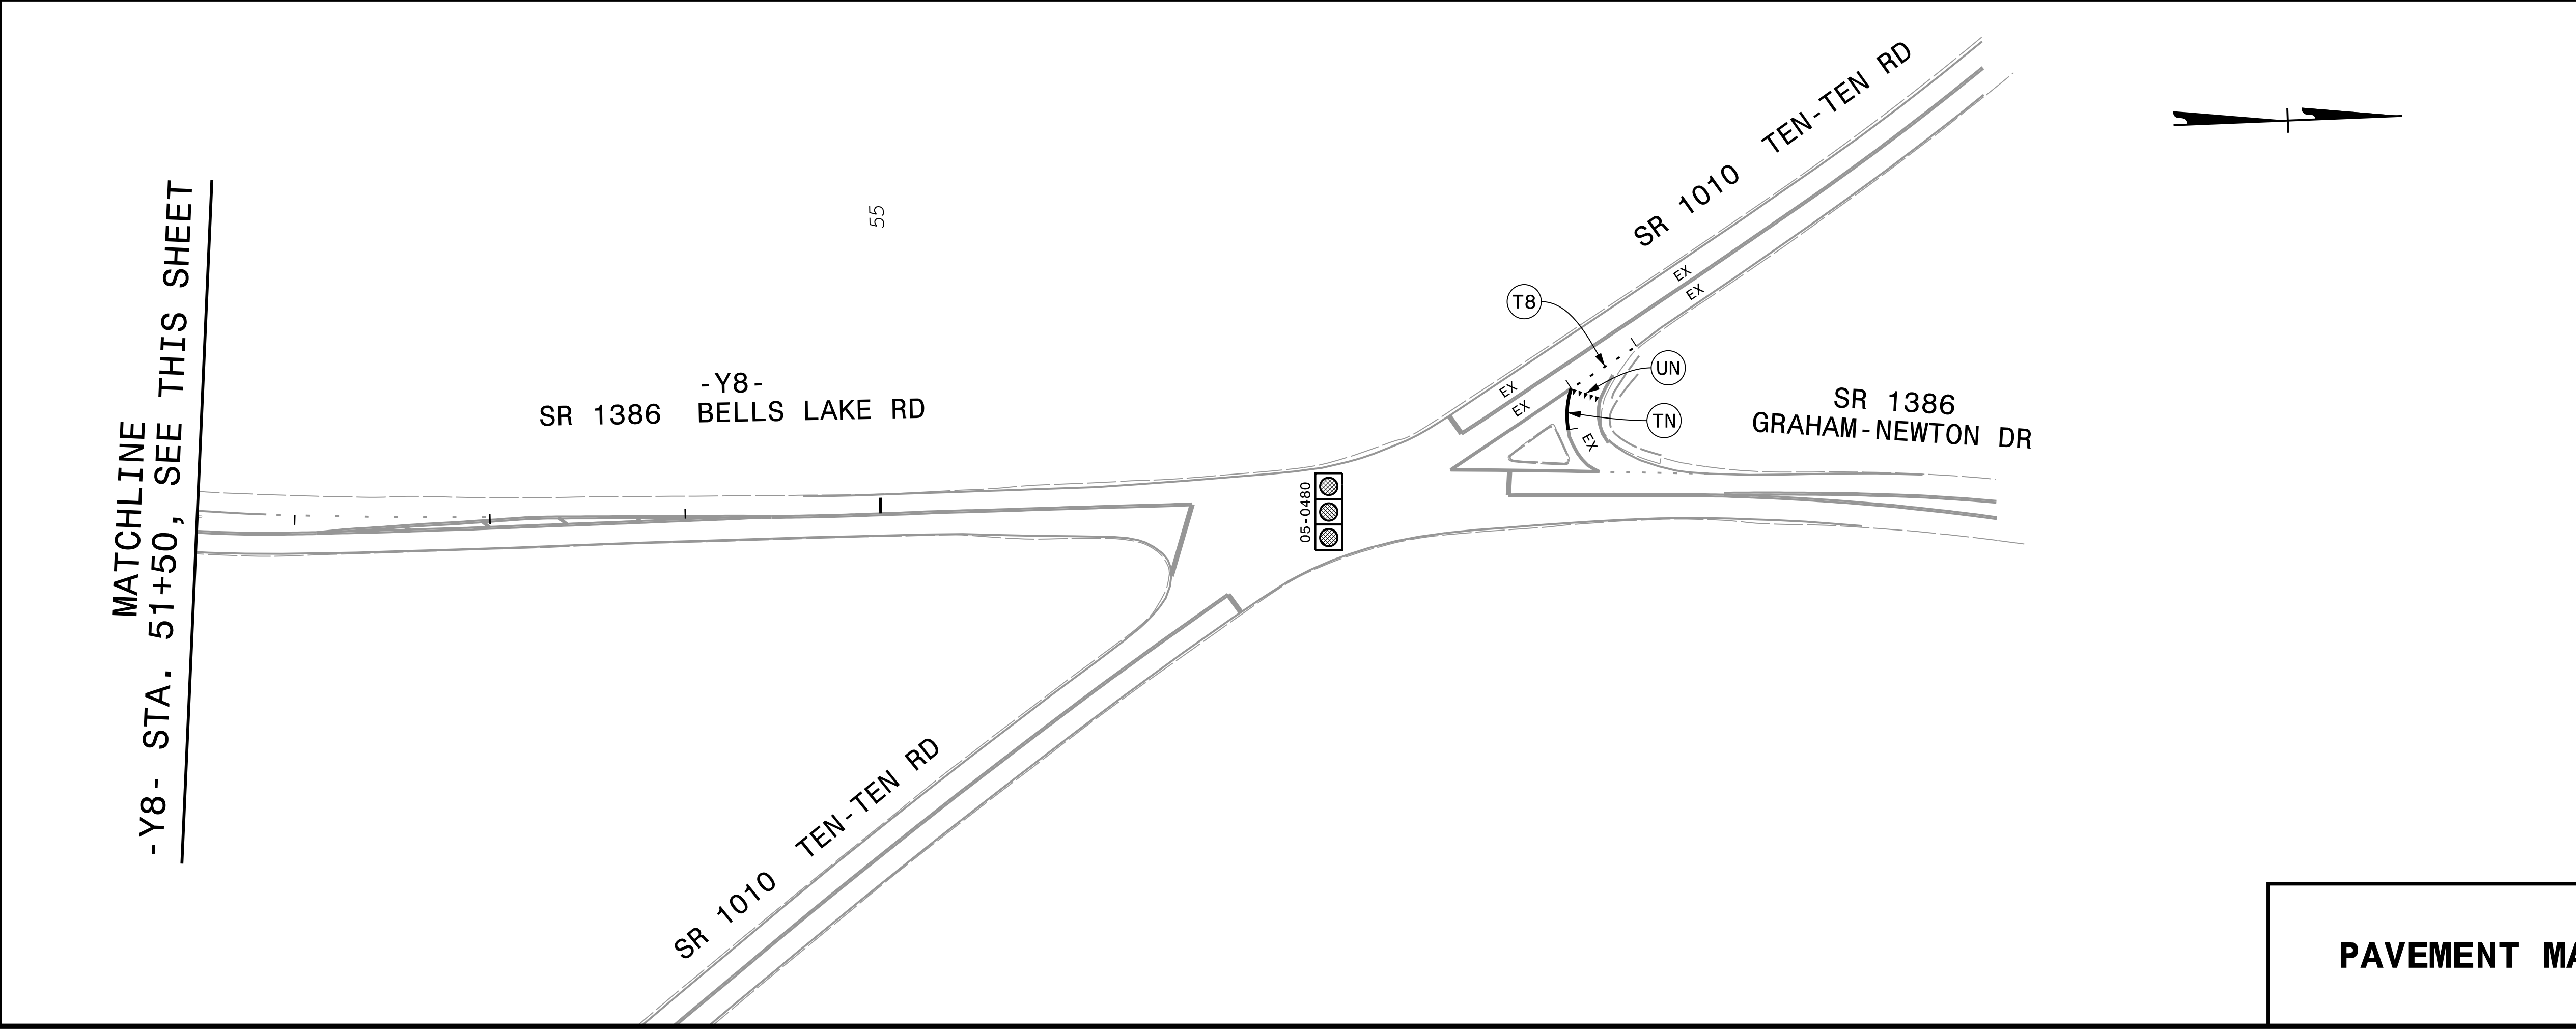 MATCHLINE
-Y8- STA. 51+50, SEE THIS SHEET
55
-Y8-
SR 1386 BELLS LAKE RD
SR 1010 TEN-TEN RD
EX
EX
T8
UN
TN
EX
EX
EX
SR 1386
GRAHAM-NEWTON DR
05-0480
SR 1010 TEN-TEN RD
PAVEMENT MA